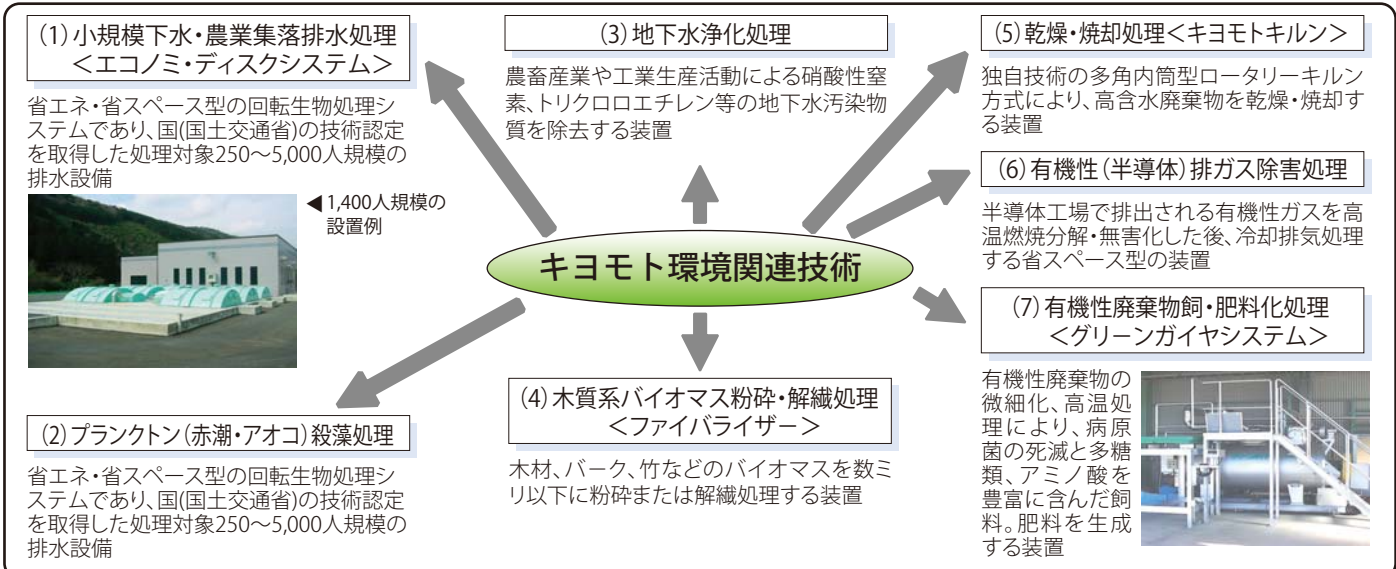 (1)小規模下水・農業集落排水処理
<エコノミ・ディスクシステム>
省エネ・省スペース型の回転生物処理シ
ステムであり、国(国土交通省)の技術認定
を取得した処理対象250〜5,000人規模の
排水設備
◀1,400人規模の
設置例
(2)プランクトン(赤潮・アオコ)殺藻処理
省エネ・省スペース型の回転生物処理シ
ステムであり、国(国土交通省)の技術認定
を取得した処理対象250〜5,000人規模の
排水設備
(3)地下水浄化処理
農畜産業や工業生産活動による硝酸性窒
素、トリクロロエチレン等の地下水汚染物
質を除去する装置
キヨモト環境関連技術
(4)木質系バイオマス粉砕・解繊処理
<ファイバライザー>
木材、バーク、竹などのバイオマスを数ミ
リ以下に粉砕または解繊処理する装置
(5)乾燥・焼却処理<キヨモトキルン>
独自技術の多角内筒型ロータリーキルン
方式により、高含水廃棄物を乾燥・焼却す
る装置
(6)有機性(半導体)排ガス除害処理
半導体工場で排出される有機性ガスを高
温燃焼分解・無害化した後、冷却排気処理
する省スペース型の装置
(7)有機性廃棄物飼・肥料化処理
<グリーンガイヤシステム>
有機性廃棄物の
微細化、高温処
理により、病原
菌の死滅と多糖
類、アミノ酸を
豊富に含んだ飼
料。肥料を生成
する装置